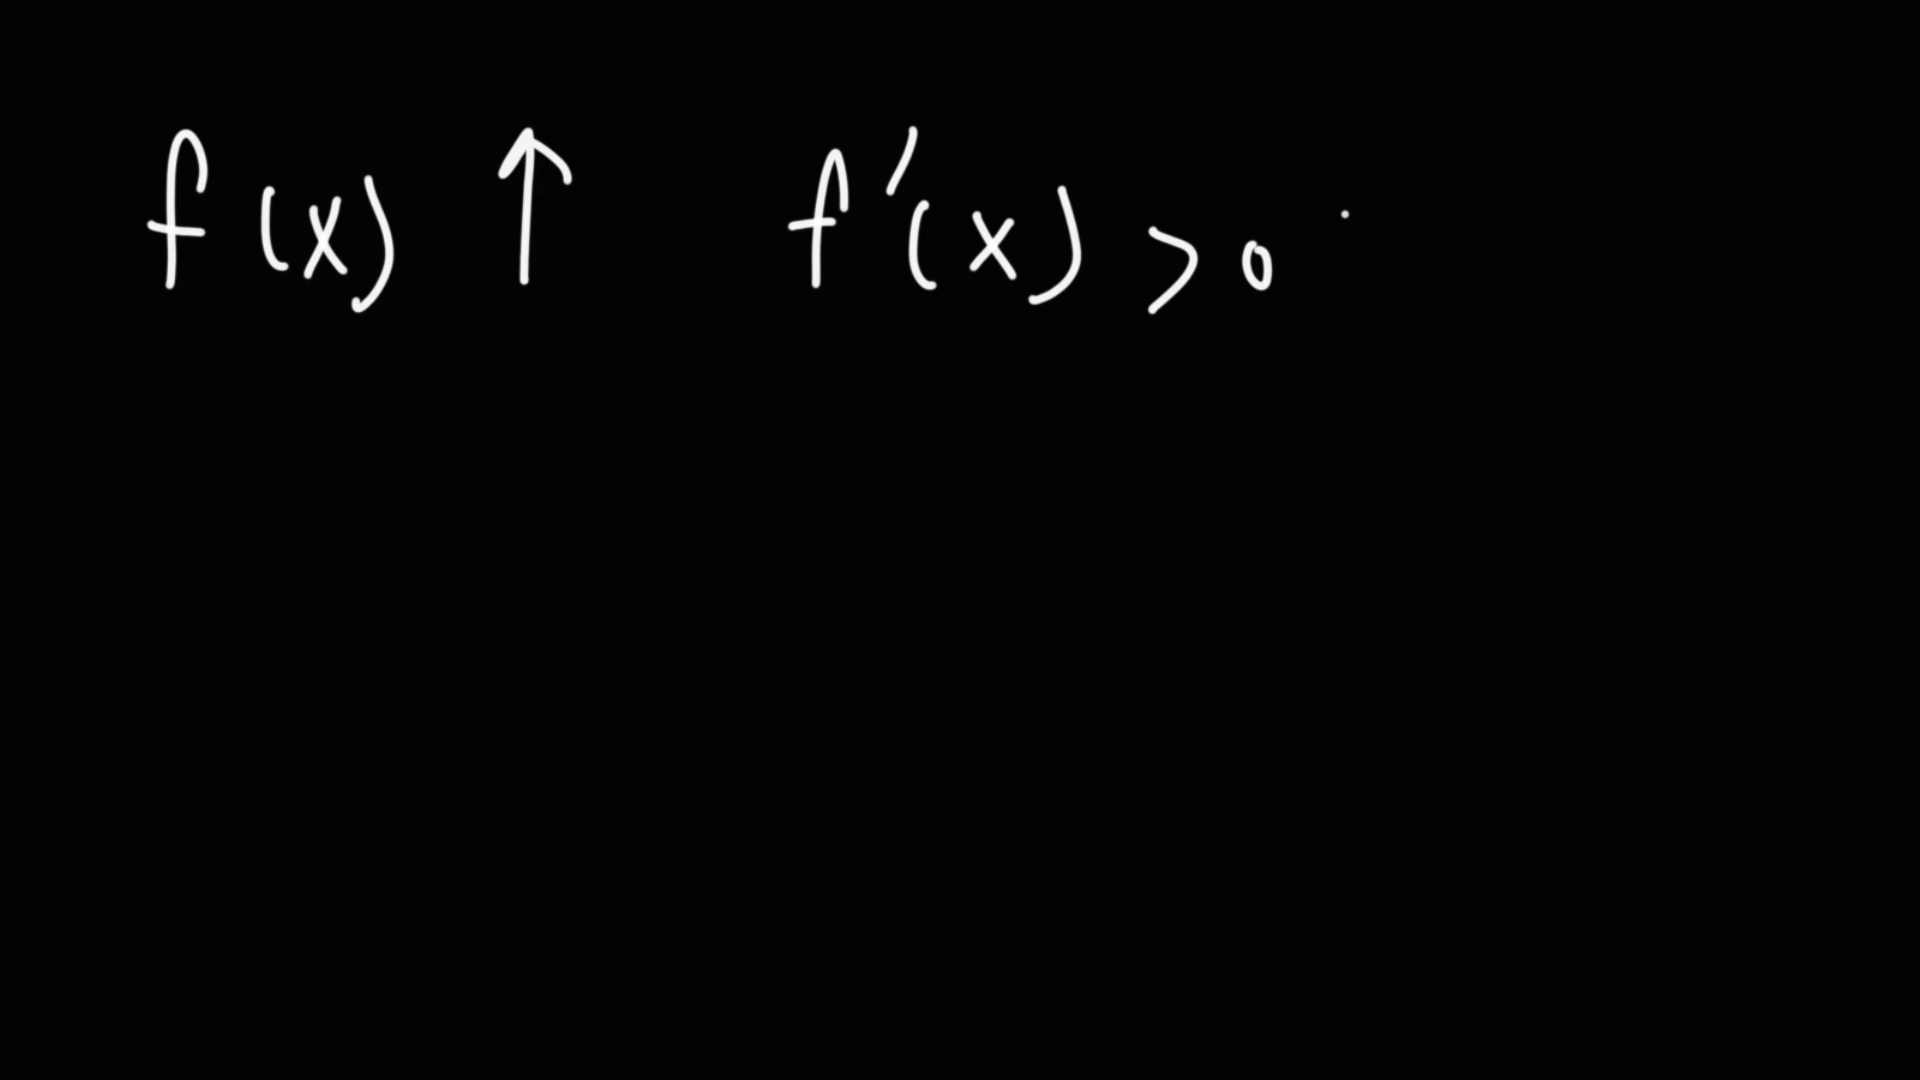 f(x) ↑ f'(x) > 0